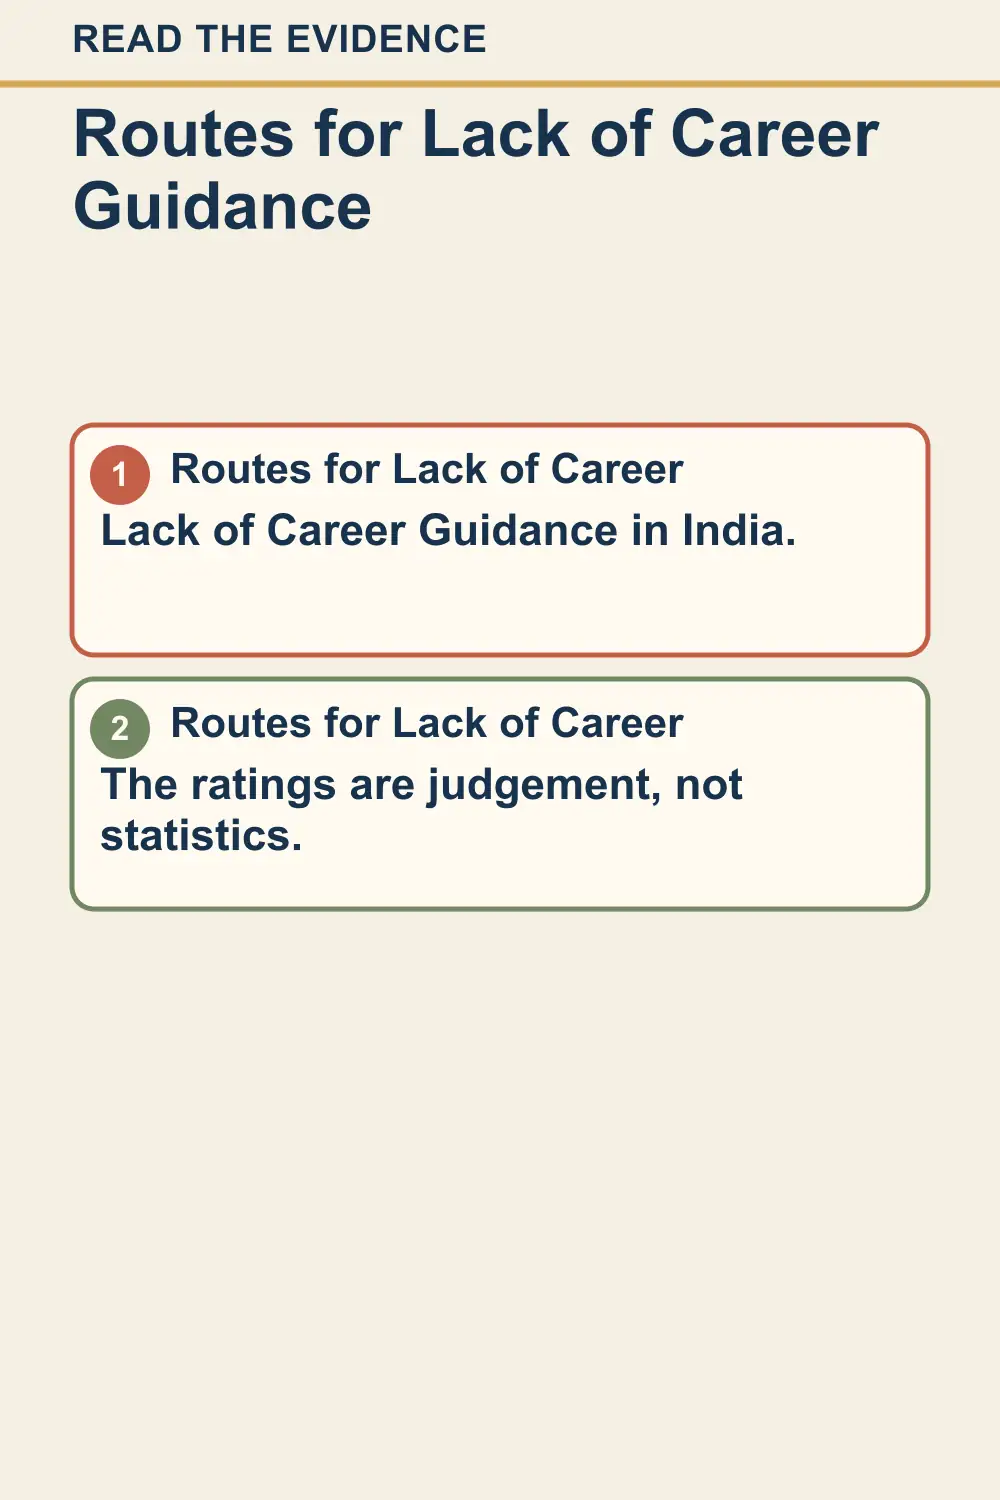 READ THE EVIDENCE
Routes for Lack of Career
Guidance
1
Routes for Lack of Career
Lack of Career Guidance in India.
2
Routes for Lack of Career
The ratings are judgement, not
statistics.